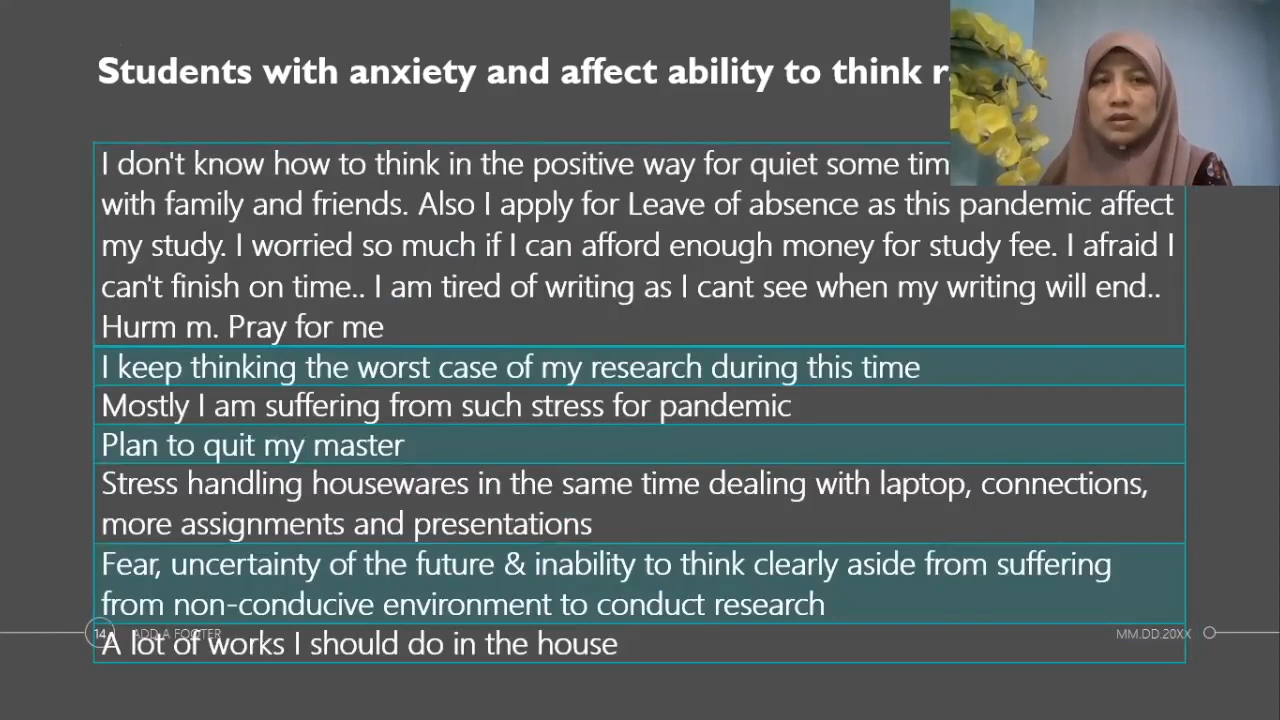 Students with anxiety and affect ability to think
I don't know how to think in the positive way for quiet some
with family and friends. Also I apply for Leave of absence as this pandemic affect
my study. I worried so much if I can afford enough money for study fee. I afraid I
can't finish on time.. I am tired of writing as I cant see when my writing will end..
Hurm m. Pray for me
I keep thinking the worst case of my research during this time
Mostly I am suffering from such stress for pandemic
Plan to quit my master
Stress handling housewares in the same time dealing with laptop, connections,
more assignments and presentations
Fear, uncertainty of the future & inability to think clearly aside from suffering
from non-conducive environment to conduct research
14 ADD A FOOTER
MM.DD.20XX
A lot of works I should do in the house